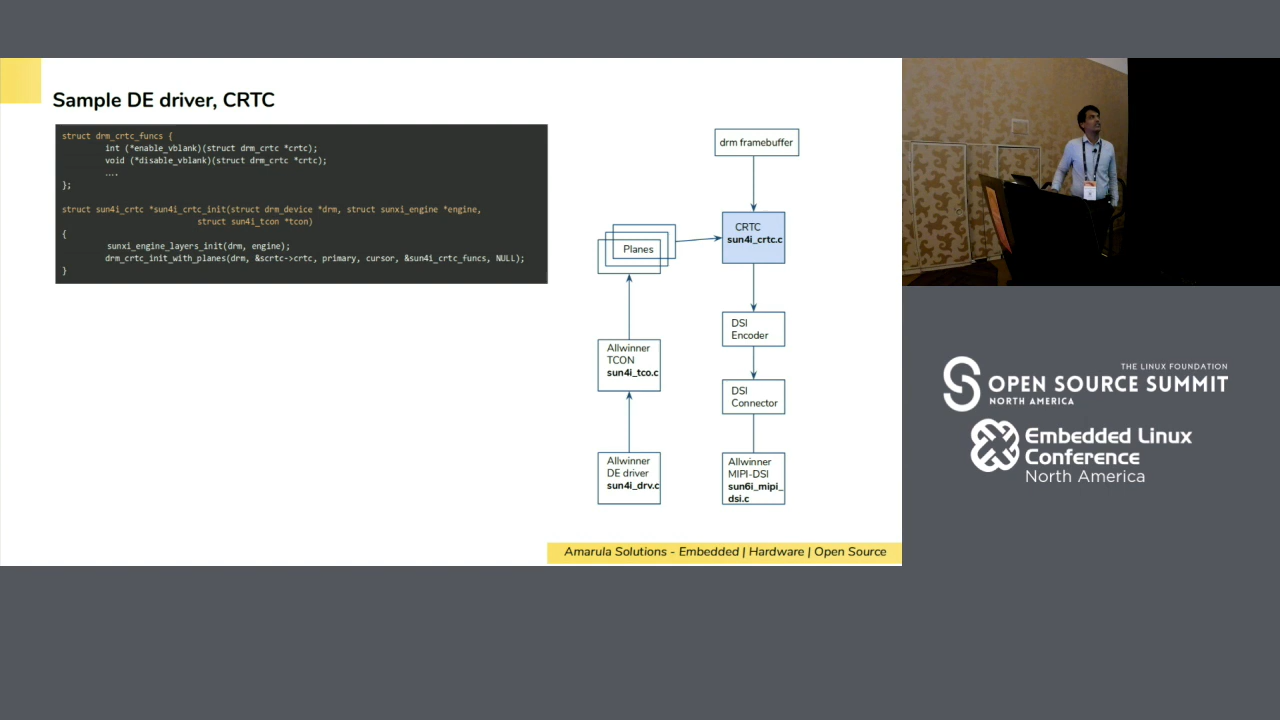 Sample DE driver, CRTC
struct drm_crtc_funcs {
int (*enable_vblank)(struct drm_crtc *crtc);
void (*disable_vblank)(struct drm_crtc *crtc);
....
};
struct sun4i_crtc *sun4i_crtc_init(struct drm_device *drm, struct sunxi_engine *engine,
struct sun4i_tcon *tcon)
{
sunxi_engine_layers_init(drm, engine);
drm_crtc_init_with_planes(drm, &scrtc->crtc, primary, cursor, &sun4i_crtc_funcs, NULL);
}
drm framebuffer
CRTC
sun4i_crtc.c
Planes
DSI
Encoder
Allwinner
TCON
sun4i_tco.c
DSI
Connector
Allwinner
DE driver
sun4i_drv.c
Allwinner
MIPI-DSI
sun6i_mipi_
dsi.c
Amarula Solutions - Embedded | Hardware | Open Source
THE LINUX FOUNDATION
OPEN SOURCE SUMMIT
NORTH AMERICA
Embedded Linux
Conference
North America